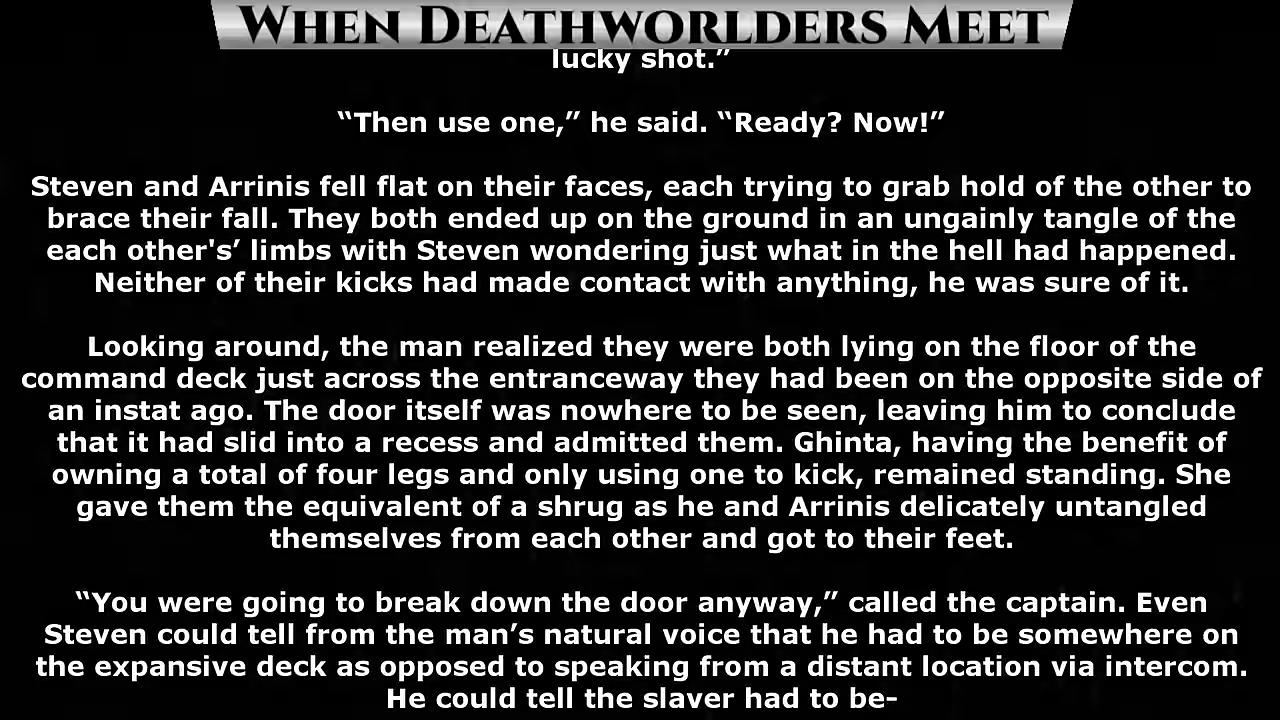 WHEN DEATHWORLDERS MEET
lucky shot.”
“Then use one,” he said. “Ready? Now!”
Steven and Arrinis fell flat on their faces, each trying to grab hold of the other to
brace their fall. They both ended up on the ground in an ungainly tangle of the
each other's’ limbs with Steven wondering just what in the hell had happened.
Neither of their kicks had made contact with anything, he was sure of it.
Looking around, the man realized they were both lying on the floor of the
command deck just across the entranceway they had been on the opposite side of
an instat ago. The door itself was nowhere to be seen, leaving him to conclude
that it had slid into a recess and admitted them. Ghinta, having the benefit of
owning a total of four legs and only using one to kick, remained standing. She
gave them the equivalent of a shrug as he and Arrinis delicately untangled
themselves from each other and got to their feet.
“You were going to break down the door anyway,” called the captain. Even
Steven could tell from the man’s natural voice that he had to be somewhere on
the expansive deck as opposed to speaking from a distant location via intercom.
He could tell the slaver had to be-